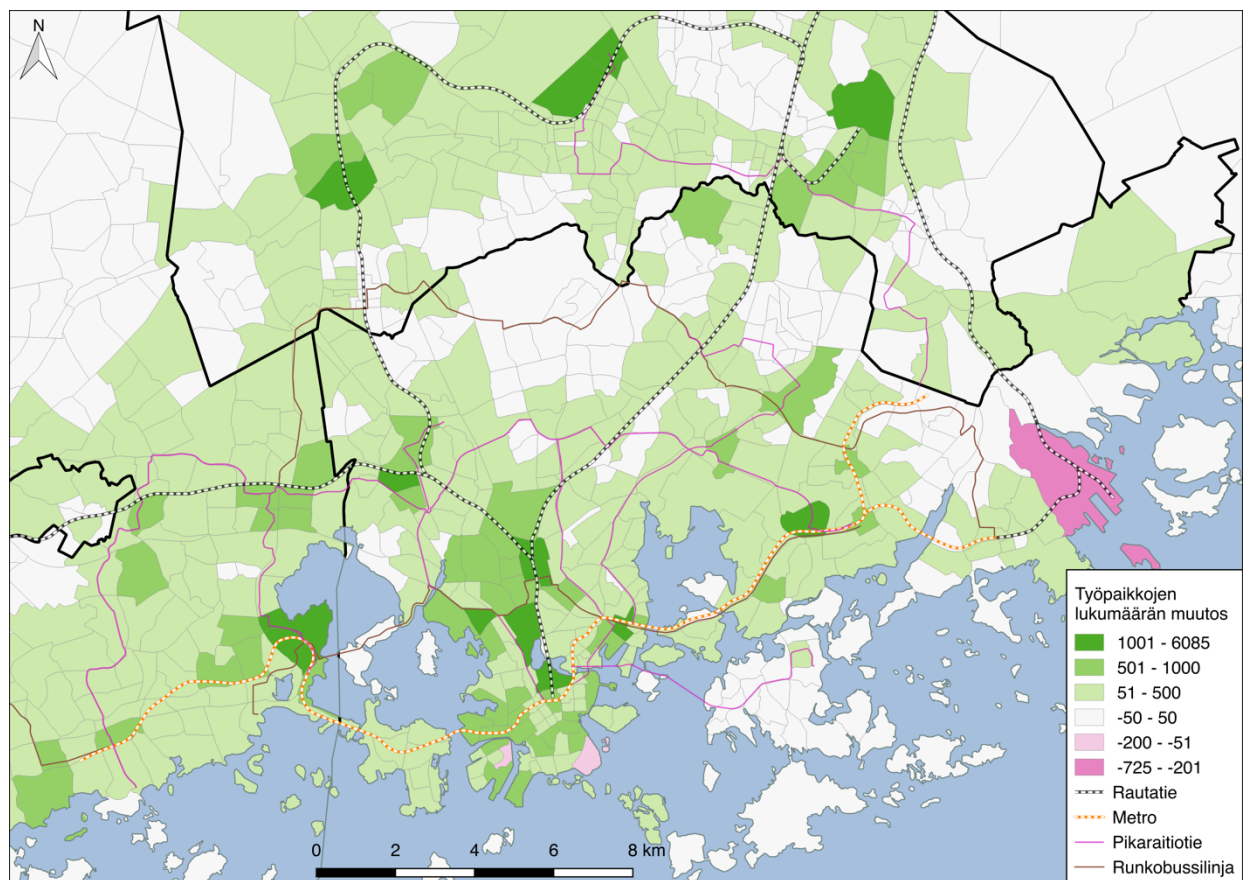 N
Työpaikkojen
lukumäärän muutos
1001 - 6085
501 - 1000
51 - 500
-50 - 50
-200 - -51
-725 - -201
Rautatie
Metro
Pikaraitiotie
Runkobussilinja
0 2 4 6 8 km